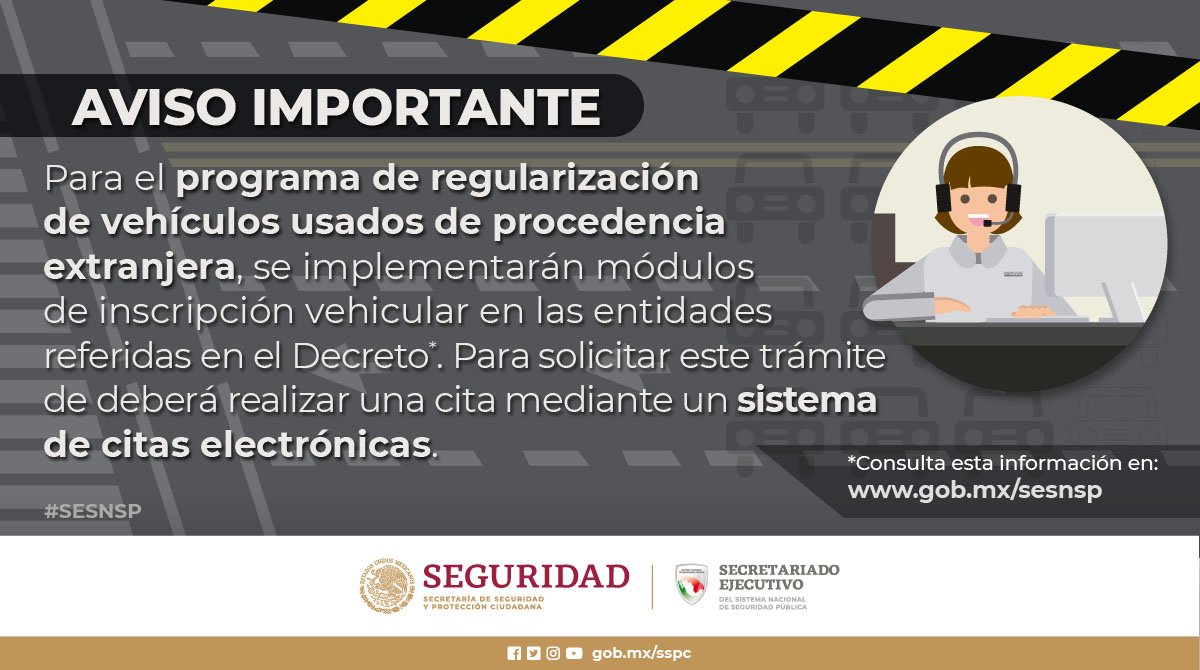 AVISO IMPORTANTE
Para el programa de regularización
de vehículos usados de procedencia
extranjera, se implementarán módulos
de inscripción vehicular en las entidades
referidas en el Decreto*. Para solicitar este trámite
de deberá realizar una cita mediante un sistema
de citas electrónicas.
*Consulta esta información en:
www.gob.mx/sesnsp
#SESNSP
SEGURIDAD
SECRETARÍA DE SEGURIDAD
Y PROTECCIÓN CIUDADANA
SECRETARIADO
EJECUTIVO
DEL SISTEMA NACIONAL
DE SEGURIDAD PÚBLICA
ESTADOS UNIDOS MEXICANOS
gob.mx/sspc